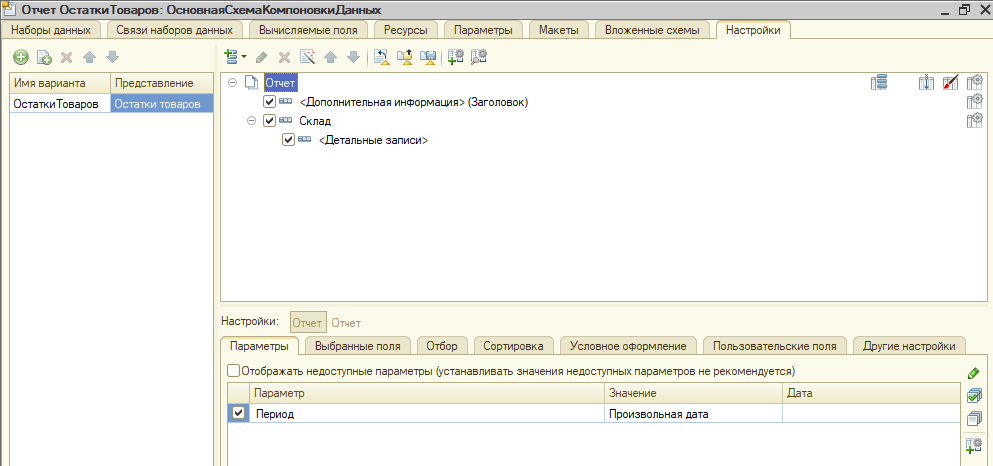 Отчет ОстаткиТоваров: ОсновнаяСхемаКомпоновкиДанных
Наборы данных Связи наборов данных Вычисляемые поля Ресурсы Параметры Макеты Вложенные схемы Настройки
Имя варианта Представление
ОстаткиТоваров Остатки товаров
Отчет
<Дополнительная информация> (Заголовок)
Склад
<Детальные записи>
Настройки: Отчет Отчет
Параметры Выбранные поля Отбор Сортировка Условное оформление Пользовательские поля Другие настройки
Отображать недоступные параметры (устанавливать значения недоступных параметров не рекомендуется)
Параметр Значение Дата
Период Произвольная дата